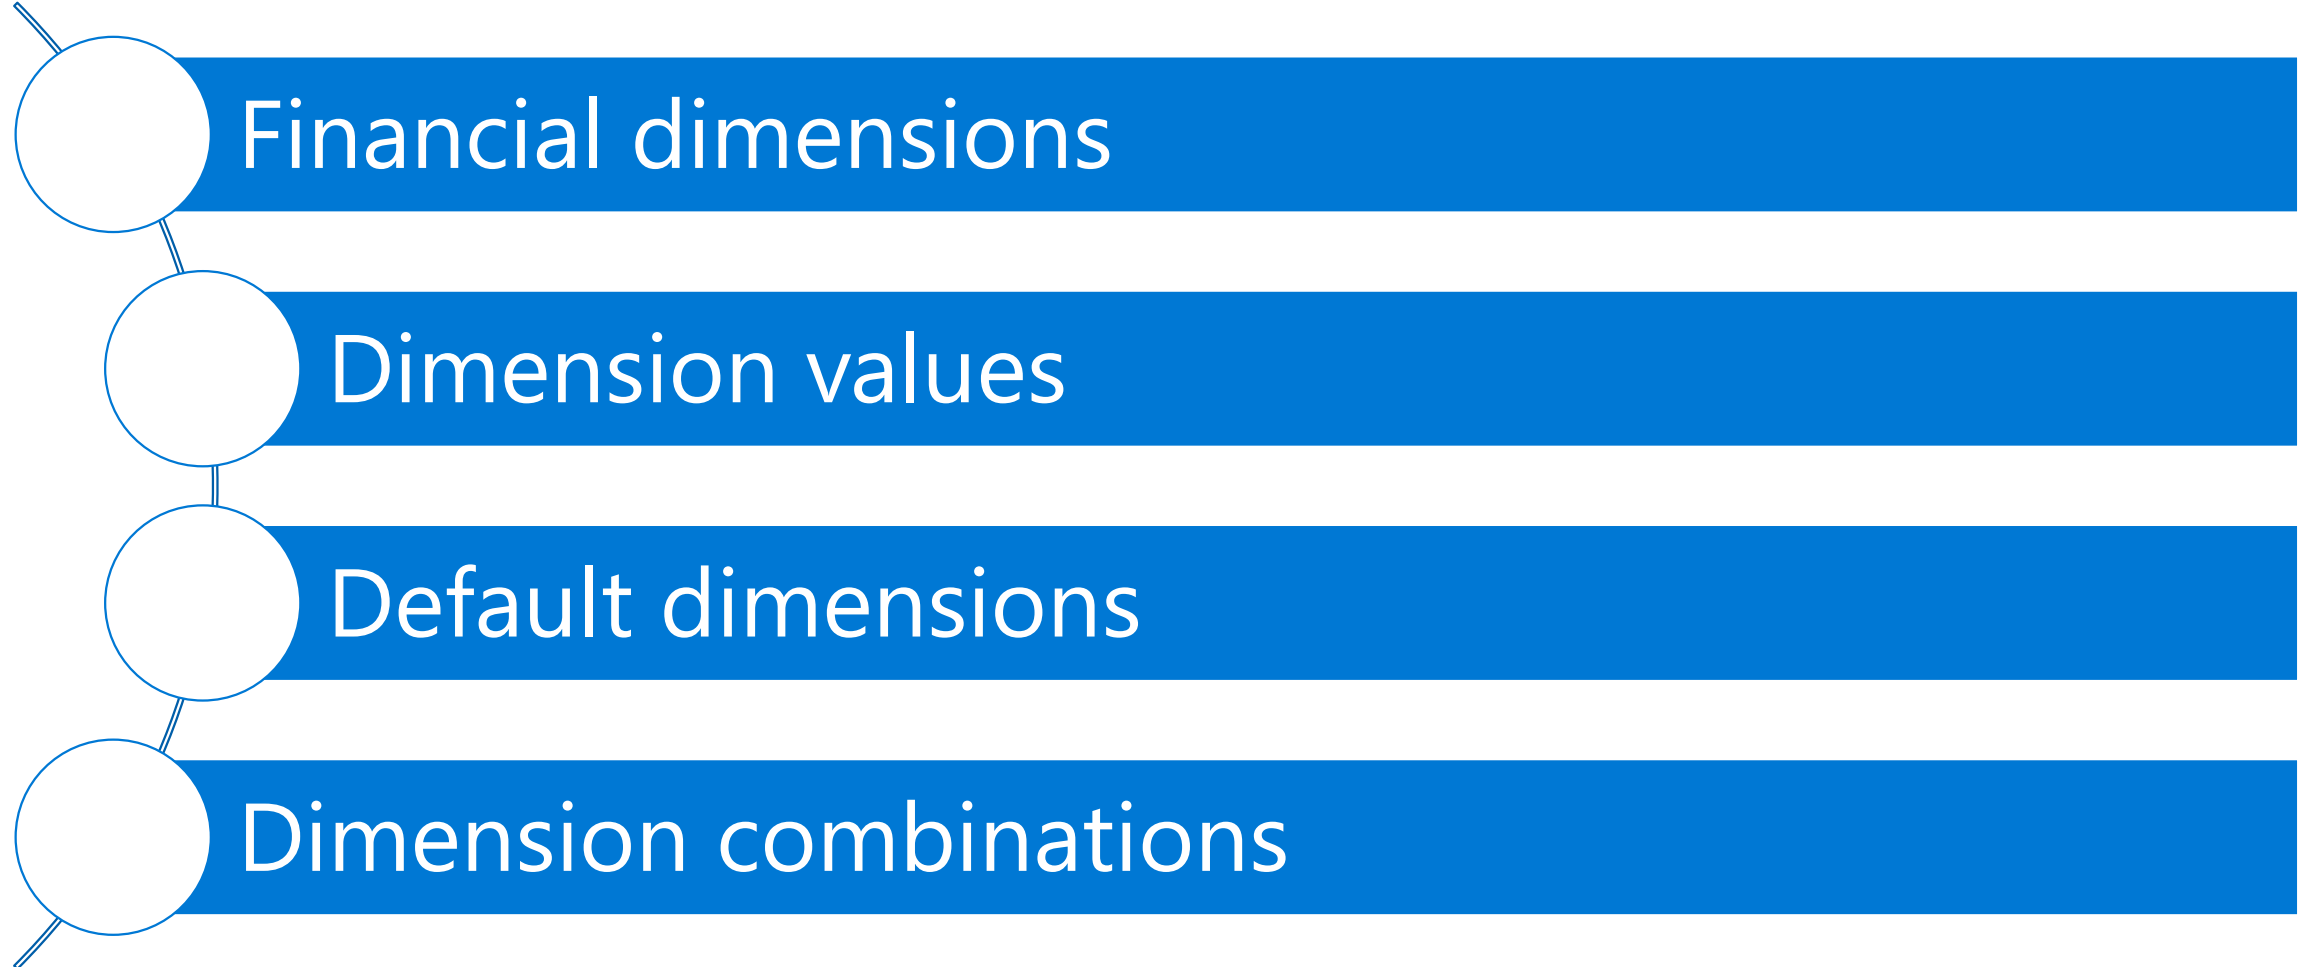 Financial dimensions
Dimension values
Default dimensions
Dimension combinations